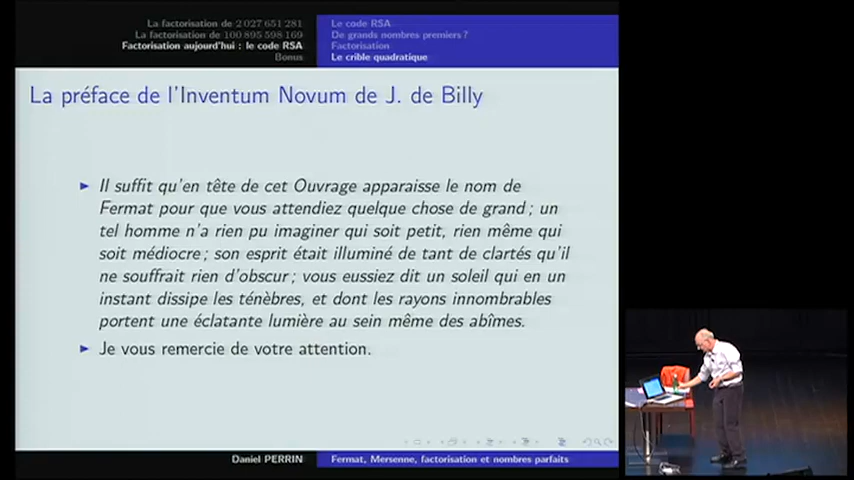 La factorisation de 2 027 651 281
La factorisation de 100 895 598 169
Factorisation aujourd'hui : le code RSA
Bonus
Le code RSA
De grands nombres premiers ?
Factorisation
Le crible quadratique
La préface de l'Inventum Novum de J. de Billy
Il suffit qu'en tête de cet Ouvrage apparaisse le nom de
Fermat pour que vous attendiez quelque chose de grand ; un
tel homme n'a rien pu imaginer qui soit petit, rien même qui
soit médiocre ; son esprit était illuminé de tant de clartés qu'il
ne souffrait rien d'obscur ; vous eussiez dit un soleil qui en un
instant dissipe les ténèbres, et dont les rayons innombrables
portent une éclatante lumière au sein même des abîmes.
Je vous remercie de votre attention.
Daniel PERRIN
Fermat, Mersenne, factorisation et nombres parfaits